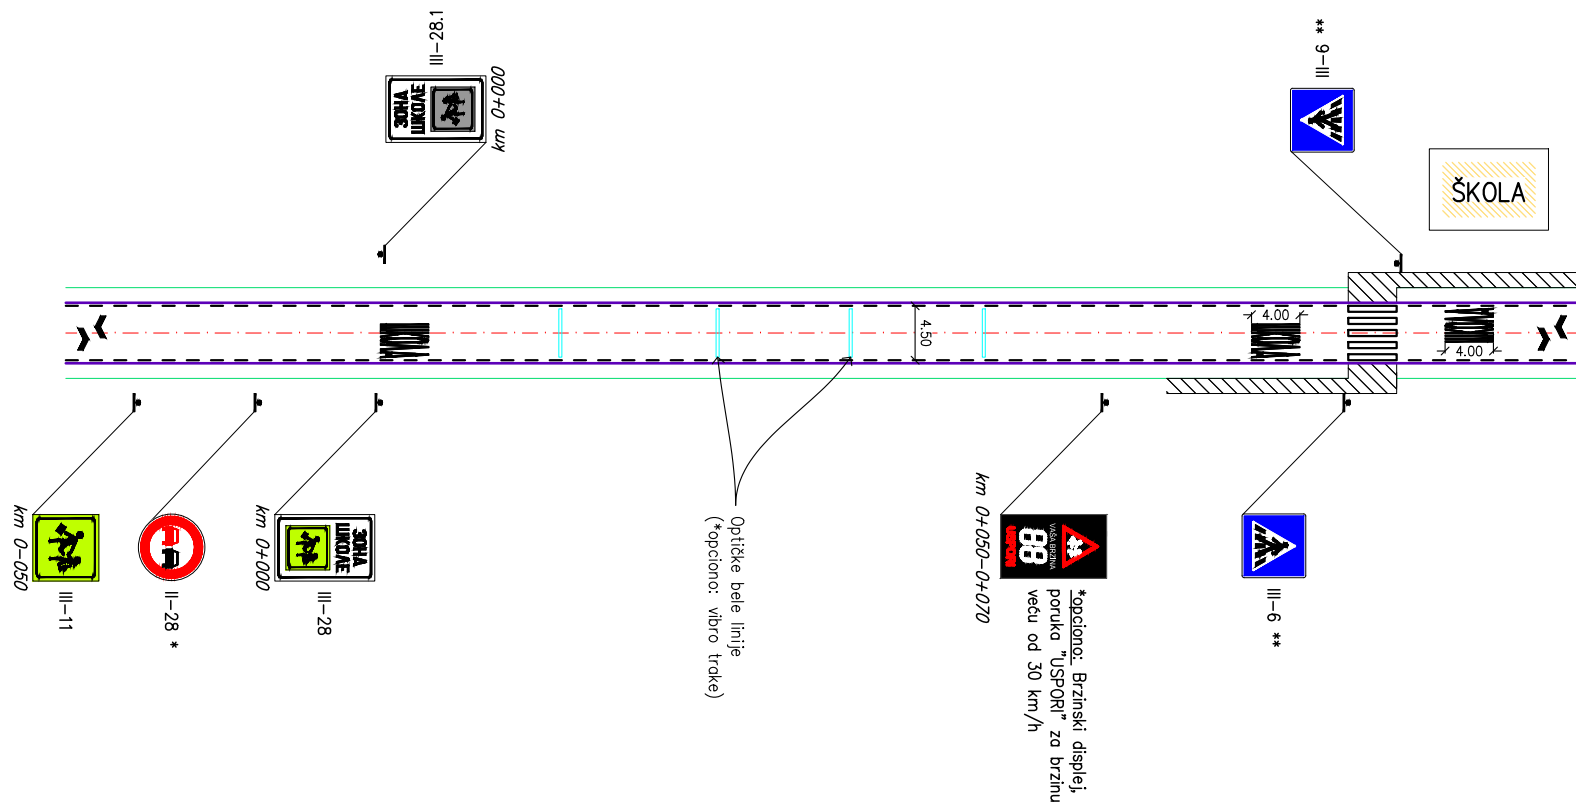 III-28.1
km 0+000
ЗОНА
ШКОЛЕ
III-6 **
ŠKOLA
4.50
4.00
4.00
km 0-050
III-11
II-28 *
km 0+000
ЗОНА
ШКОЛЕ
III-28
Optičke bele linije
(*opciono: vibro trake)
km 0+050-0+070
VAŠA BRZINA
88
USPORI
*opciono: Brzinski displej,
poruka "USPORI" za brzinu
veću od 30 km/h
III-6 **